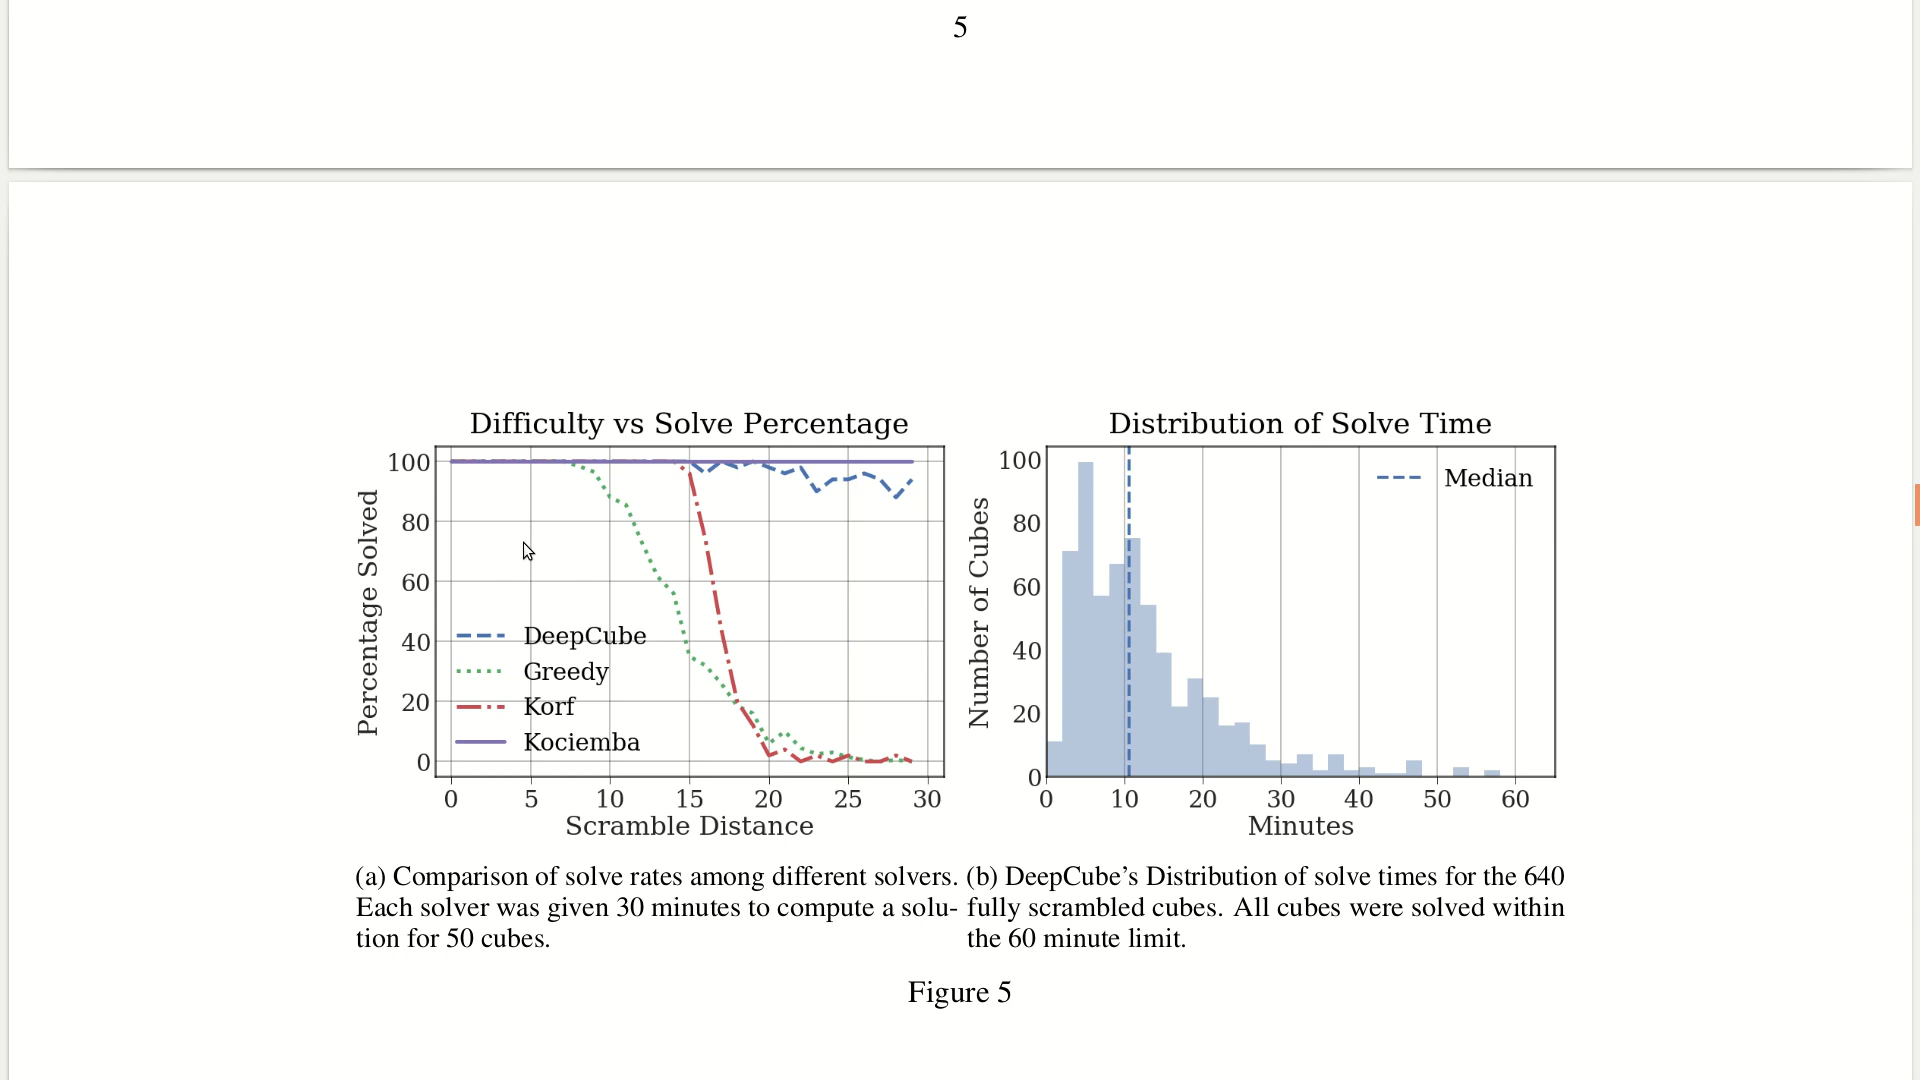 5
Difficulty vs Solve Percentage
Percentage Solved
100
80
60
40
20
0
DeepCube
Greedy
Korf
Kociemba
0 5 10 15 20 25 30
Scramble Distance
Distribution of Solve Time
Number of Cubes
100
80
60
40
20
0
Median
0 10 20 30 40 50 60
Minutes
(a) Comparison of solve rates among different solvers.
Each solver was given 30 minutes to compute a solu-
tion for 50 cubes.
(b) DeepCube’s Distribution of solve times for the 640
fully scrambled cubes. All cubes were solved within
the 60 minute limit.
Figure 5